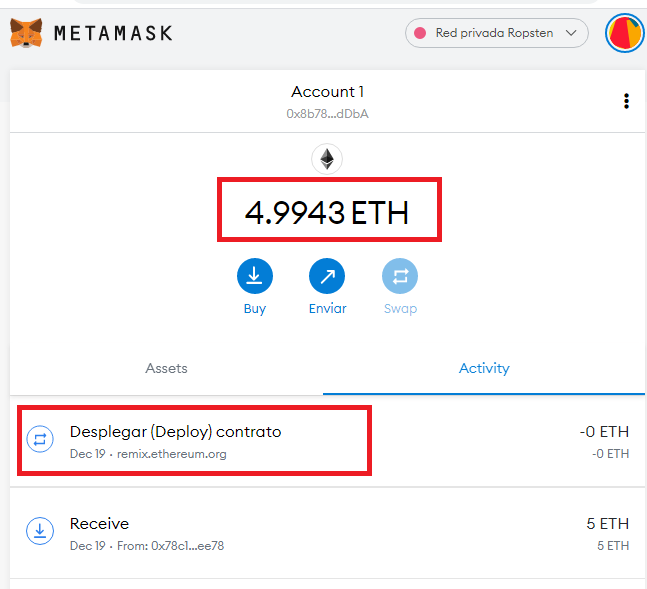 METAMASK
Red privada Ropsten
Account 1
0x8b78...dDbA
4.9943 ETH
Buy
Enviar
Swap
Assets
Activity
Desplegar (Deploy) contrato
-0 ETH
Dec 19 · remix.ethereum.org
-0 ETH
Receive
5 ETH
Dec 19 · From: 0x78c1...ee78
5 ETH